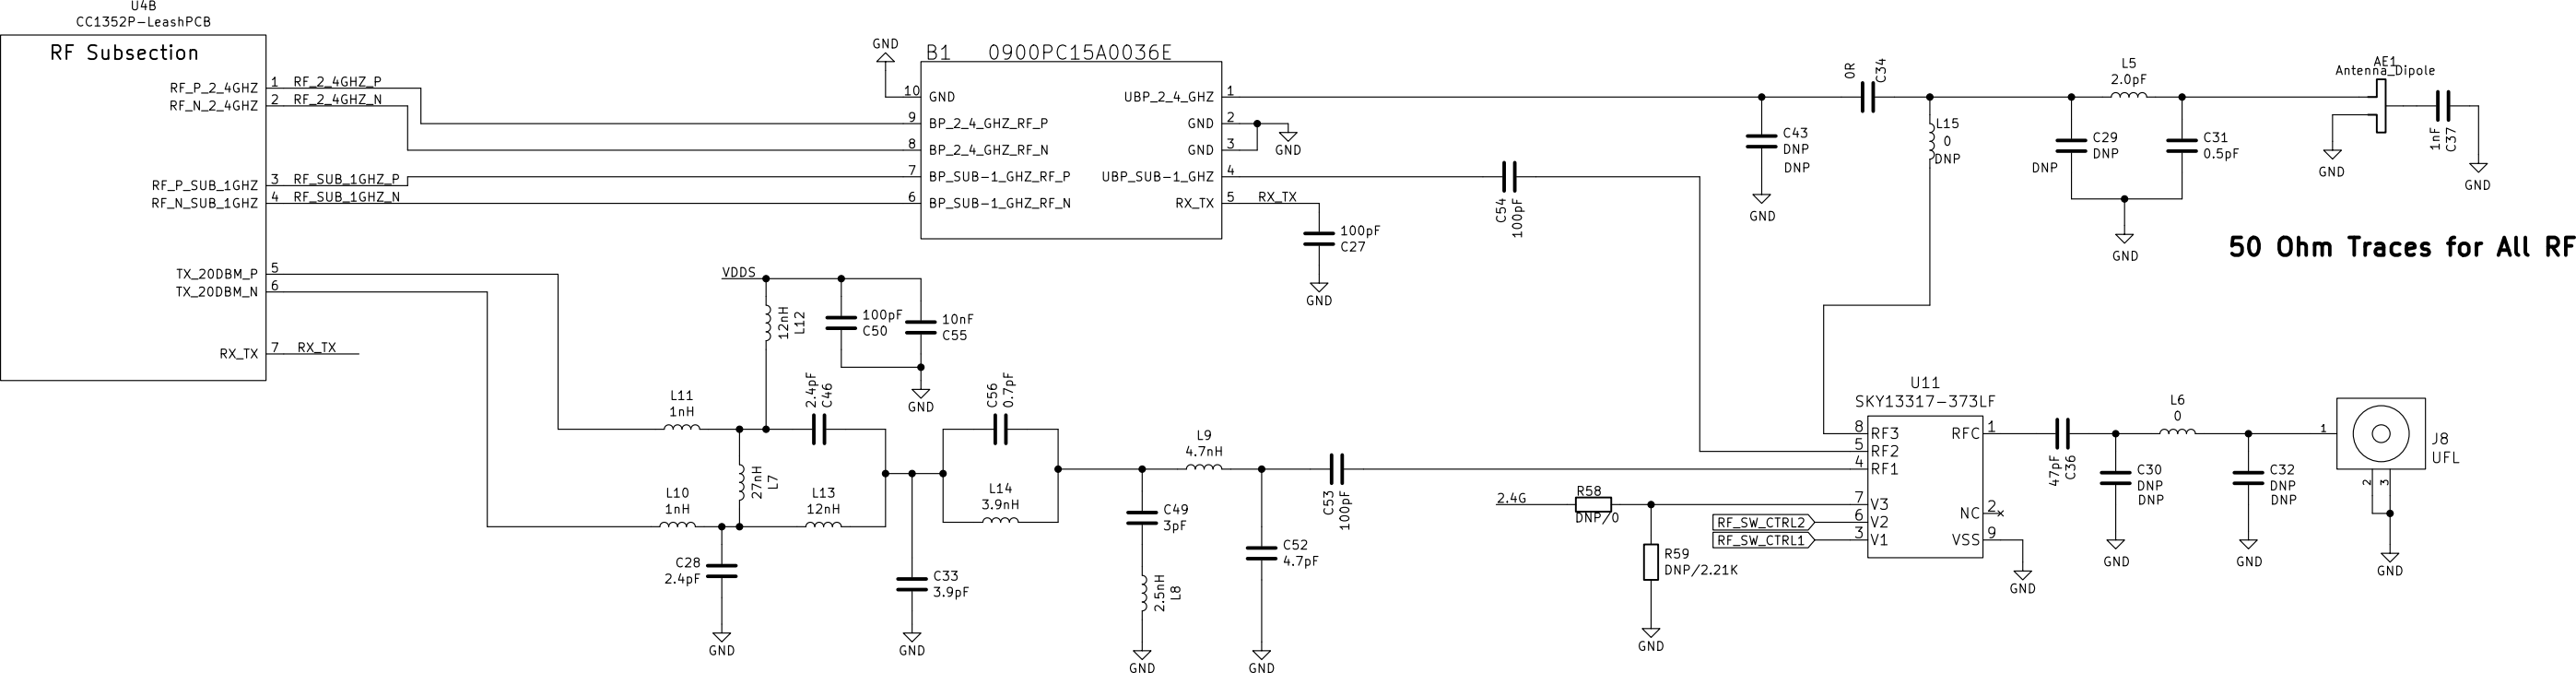 U4B
CC1352P-LeashPCB
RF Subsection
RF_P_2_4GHZ 1 RF_2_4GHZ_P
RF_N_2_4GHZ 2 RF_2_4GHZ_N
RF_P_SUB_1GHZ 3 RF_SUB_1GHZ_P
RF_N_SUB_1GHZ 4 RF_SUB_1GHZ_N
TX_20DBM_P 5
TX_20DBM_N 6
RX_TX 7 RX_TX
GND
B1 0900PC15A0036E
10 GND
9 BP_2_4_GHZ_RF_P
8 BP_2_4_GHZ_RF_N
7 BP_SUB-1_GHZ_RF_P
6 BP_SUB-1_GHZ_RF_N
UBP_2_4_GHZ 1
GND 2
GND 3
UBP_SUB-1_GHZ 4
RX_TX 5 RX_TX
GND
100pF
C27
GND
C54
100pF
C43
DNP
DNP
GND
0R
C34
L15
0
DNP
C29
DNP
DNP
L5
2.0pF
C31
0.5pF
GND
AE1
Antenna_Dipole
GND
1nF
C37
GND
50 Ohm Traces for All RF
VDDS
12nH
L12
100pF
C50
10nF
C55
GND
L11
1nH
2.4pF
C46
27nH
L7
L10
1nH
L13
12nH
C28
2.4pF
GND
C56
0.7pF
L14
3.9nH
C33
3.9pF
GND
L9
4.7nH
C49
3pF
2.5nH
L8
GND
C52
4.7pF
GND
C53
100pF
2.4G
R58
DNP/0
R59
DNP/2.21K
GND
RF_SW_CTRL2
RF_SW_CTRL1
U11
SKY13317-373LF
8 RF3
5 RF2
4 RF1
7 V3
6 V2
3 V1
RFC 1
NC 2
VSS 9
GND
47pF
C36
L6
0
C30
DNP
DNP
GND
C32
DNP
DNP
GND
1
2
3
J8
UFL
GND